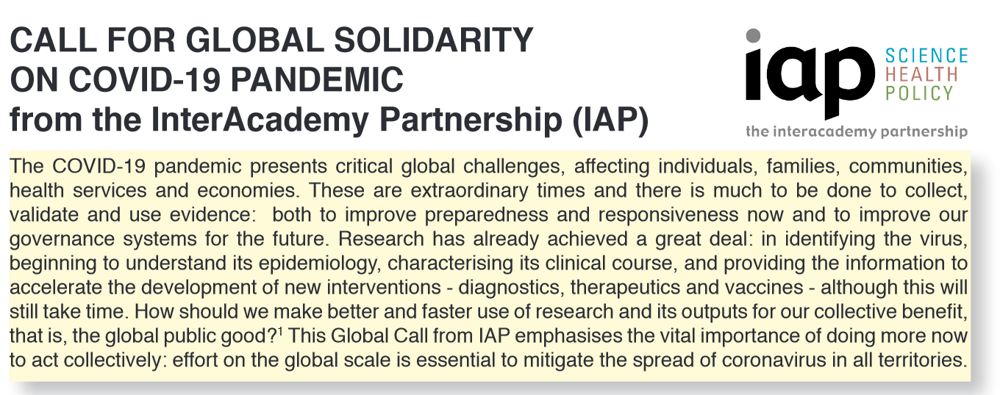 CALL FOR GLOBAL SOLIDARITY
ON COVID-19 PANDEMIC
from the InterAcademy Partnership (IAP)
iap
SCIENCE
HEALTH
POLICY
the interacademy partnership
The COVID-19 pandemic presents critical global challenges, affecting individuals, families, communities,
health services and economies. These are extraordinary times and there is much to be done to collect,
validate and use evidence:  both to improve preparedness and responsiveness now and to improve our
governance systems for the future. Research has already achieved a great deal: in identifying the virus,
beginning to understand its epidemiology, characterising its clinical course, and providing the information to
accelerate the development of new interventions - diagnostics, therapeutics and vaccines - although this will
still take time. How should we make better and faster use of research and its outputs for our collective benefit,
that is, the global public good?¹ This Global Call from IAP emphasises the vital importance of doing more now
to act collectively: effort on the global scale is essential to mitigate the spread of coronavirus in all territories.